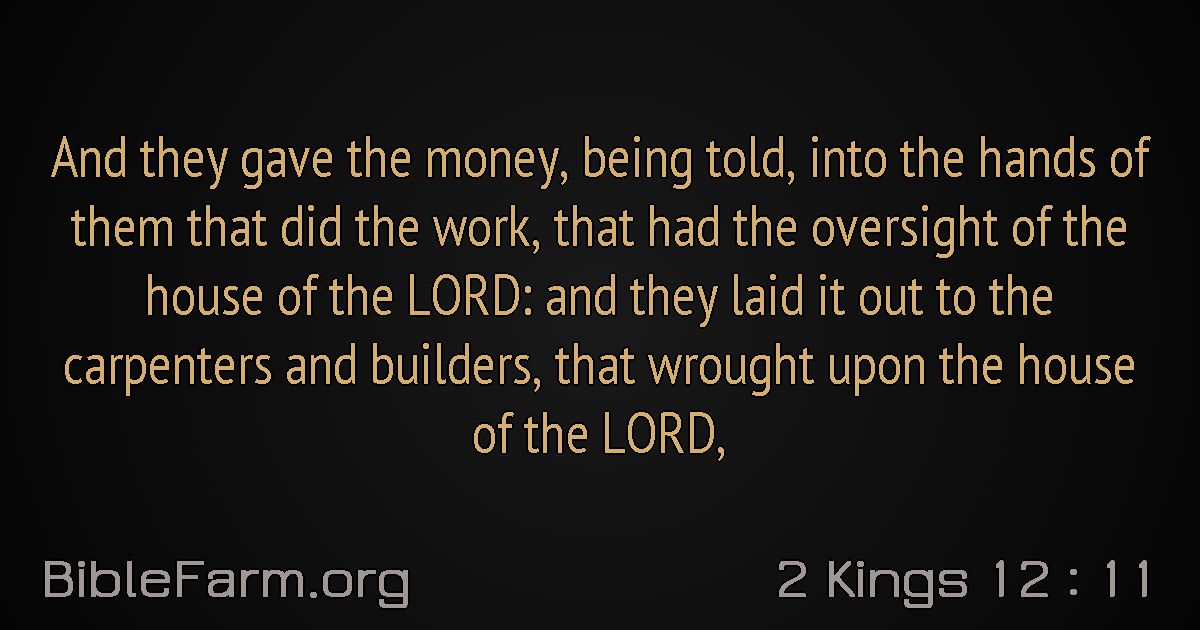 And they gave the money, being told, into the hands of
them that did the work, that had the oversight of the
house of the LORD: and they laid it out to the
carpenters and builders, that wrought upon the house
of the LORD,
BibleFarm.org
2 Kings 12 : 11